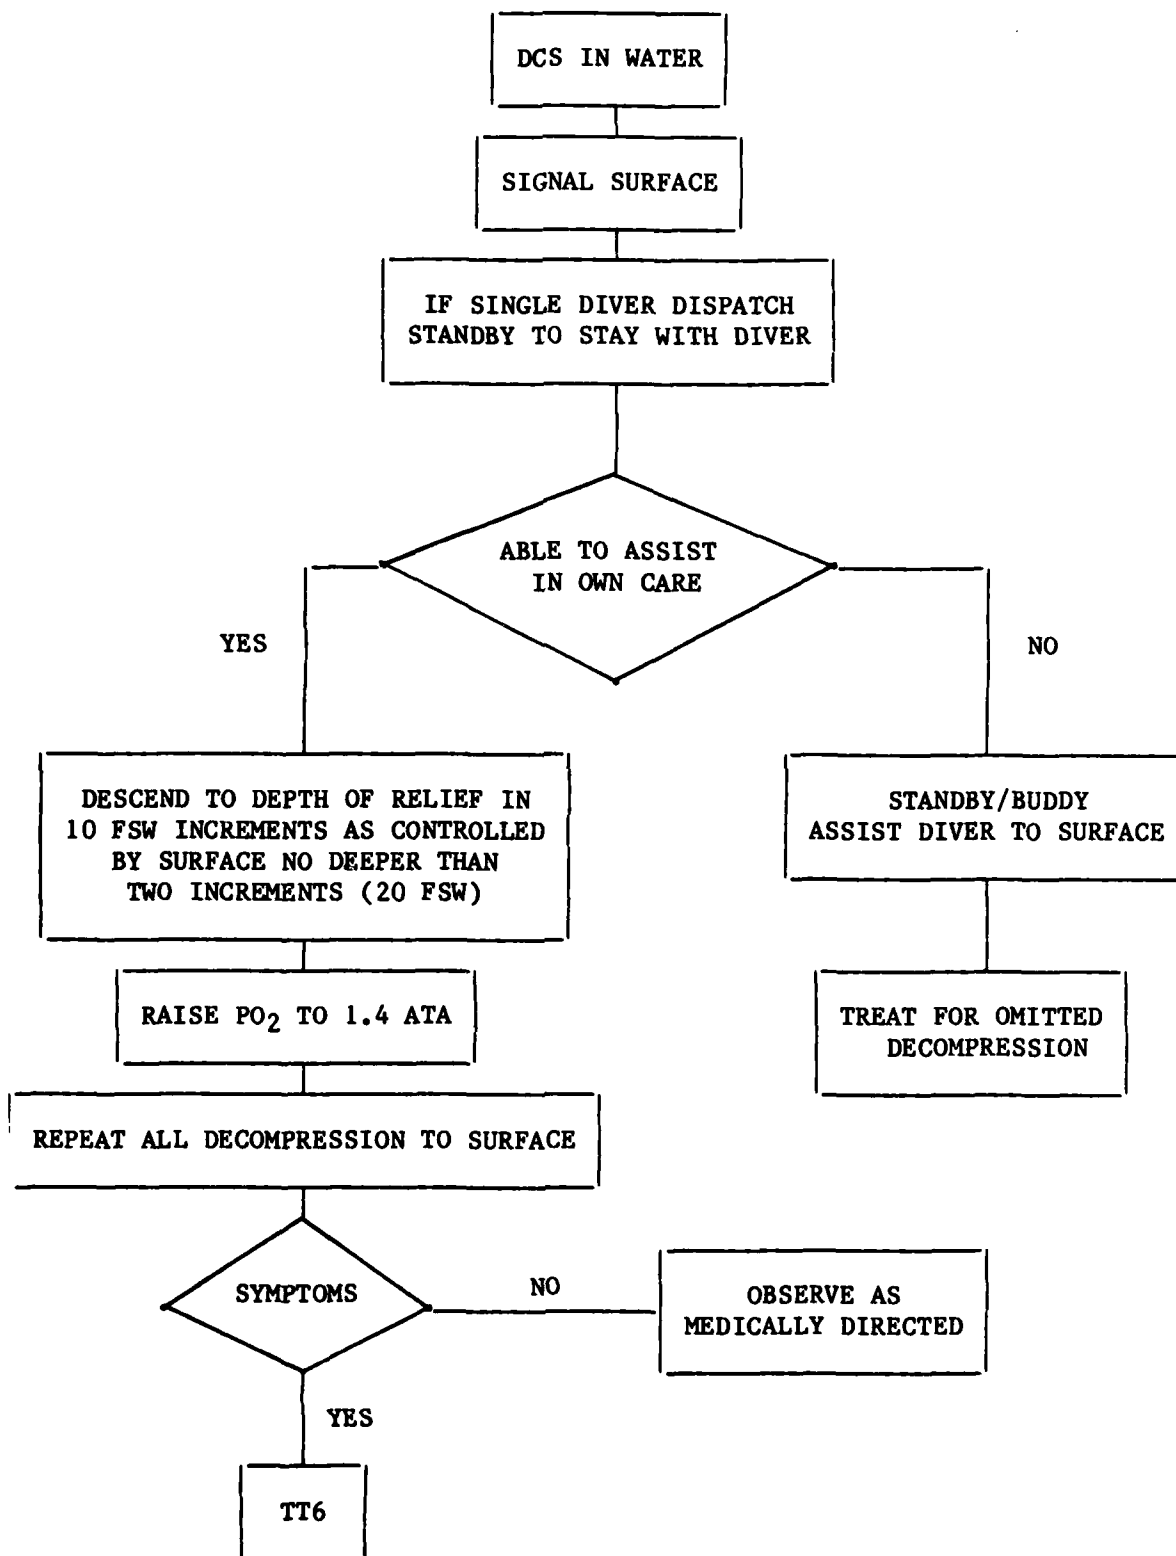 DCS IN WATER
SIGNAL SURFACE
IF SINGLE DIVER DISPATCH
STANDBY TO STAY WITH DIVER
ABLE TO ASSIST
IN OWN CARE
YES
NO
DESCEND TO DEPTH OF RELIEF IN
10 FSW INCREMENTS AS CONTROLLED
BY SURFACE NO DEEPER THAN
TWO INCREMENTS (20 FSW)
STANDBY/BUDDY
ASSIST DIVER TO SURFACE
RAISE PO₂ TO 1.4 ATA
TREAT FOR OMITTED
DECOMPRESSION
REPEAT ALL DECOMPRESSION TO SURFACE
SYMPTOMS
NO
OBSERVE AS
MEDICALLY DIRECTED
YES
TT6